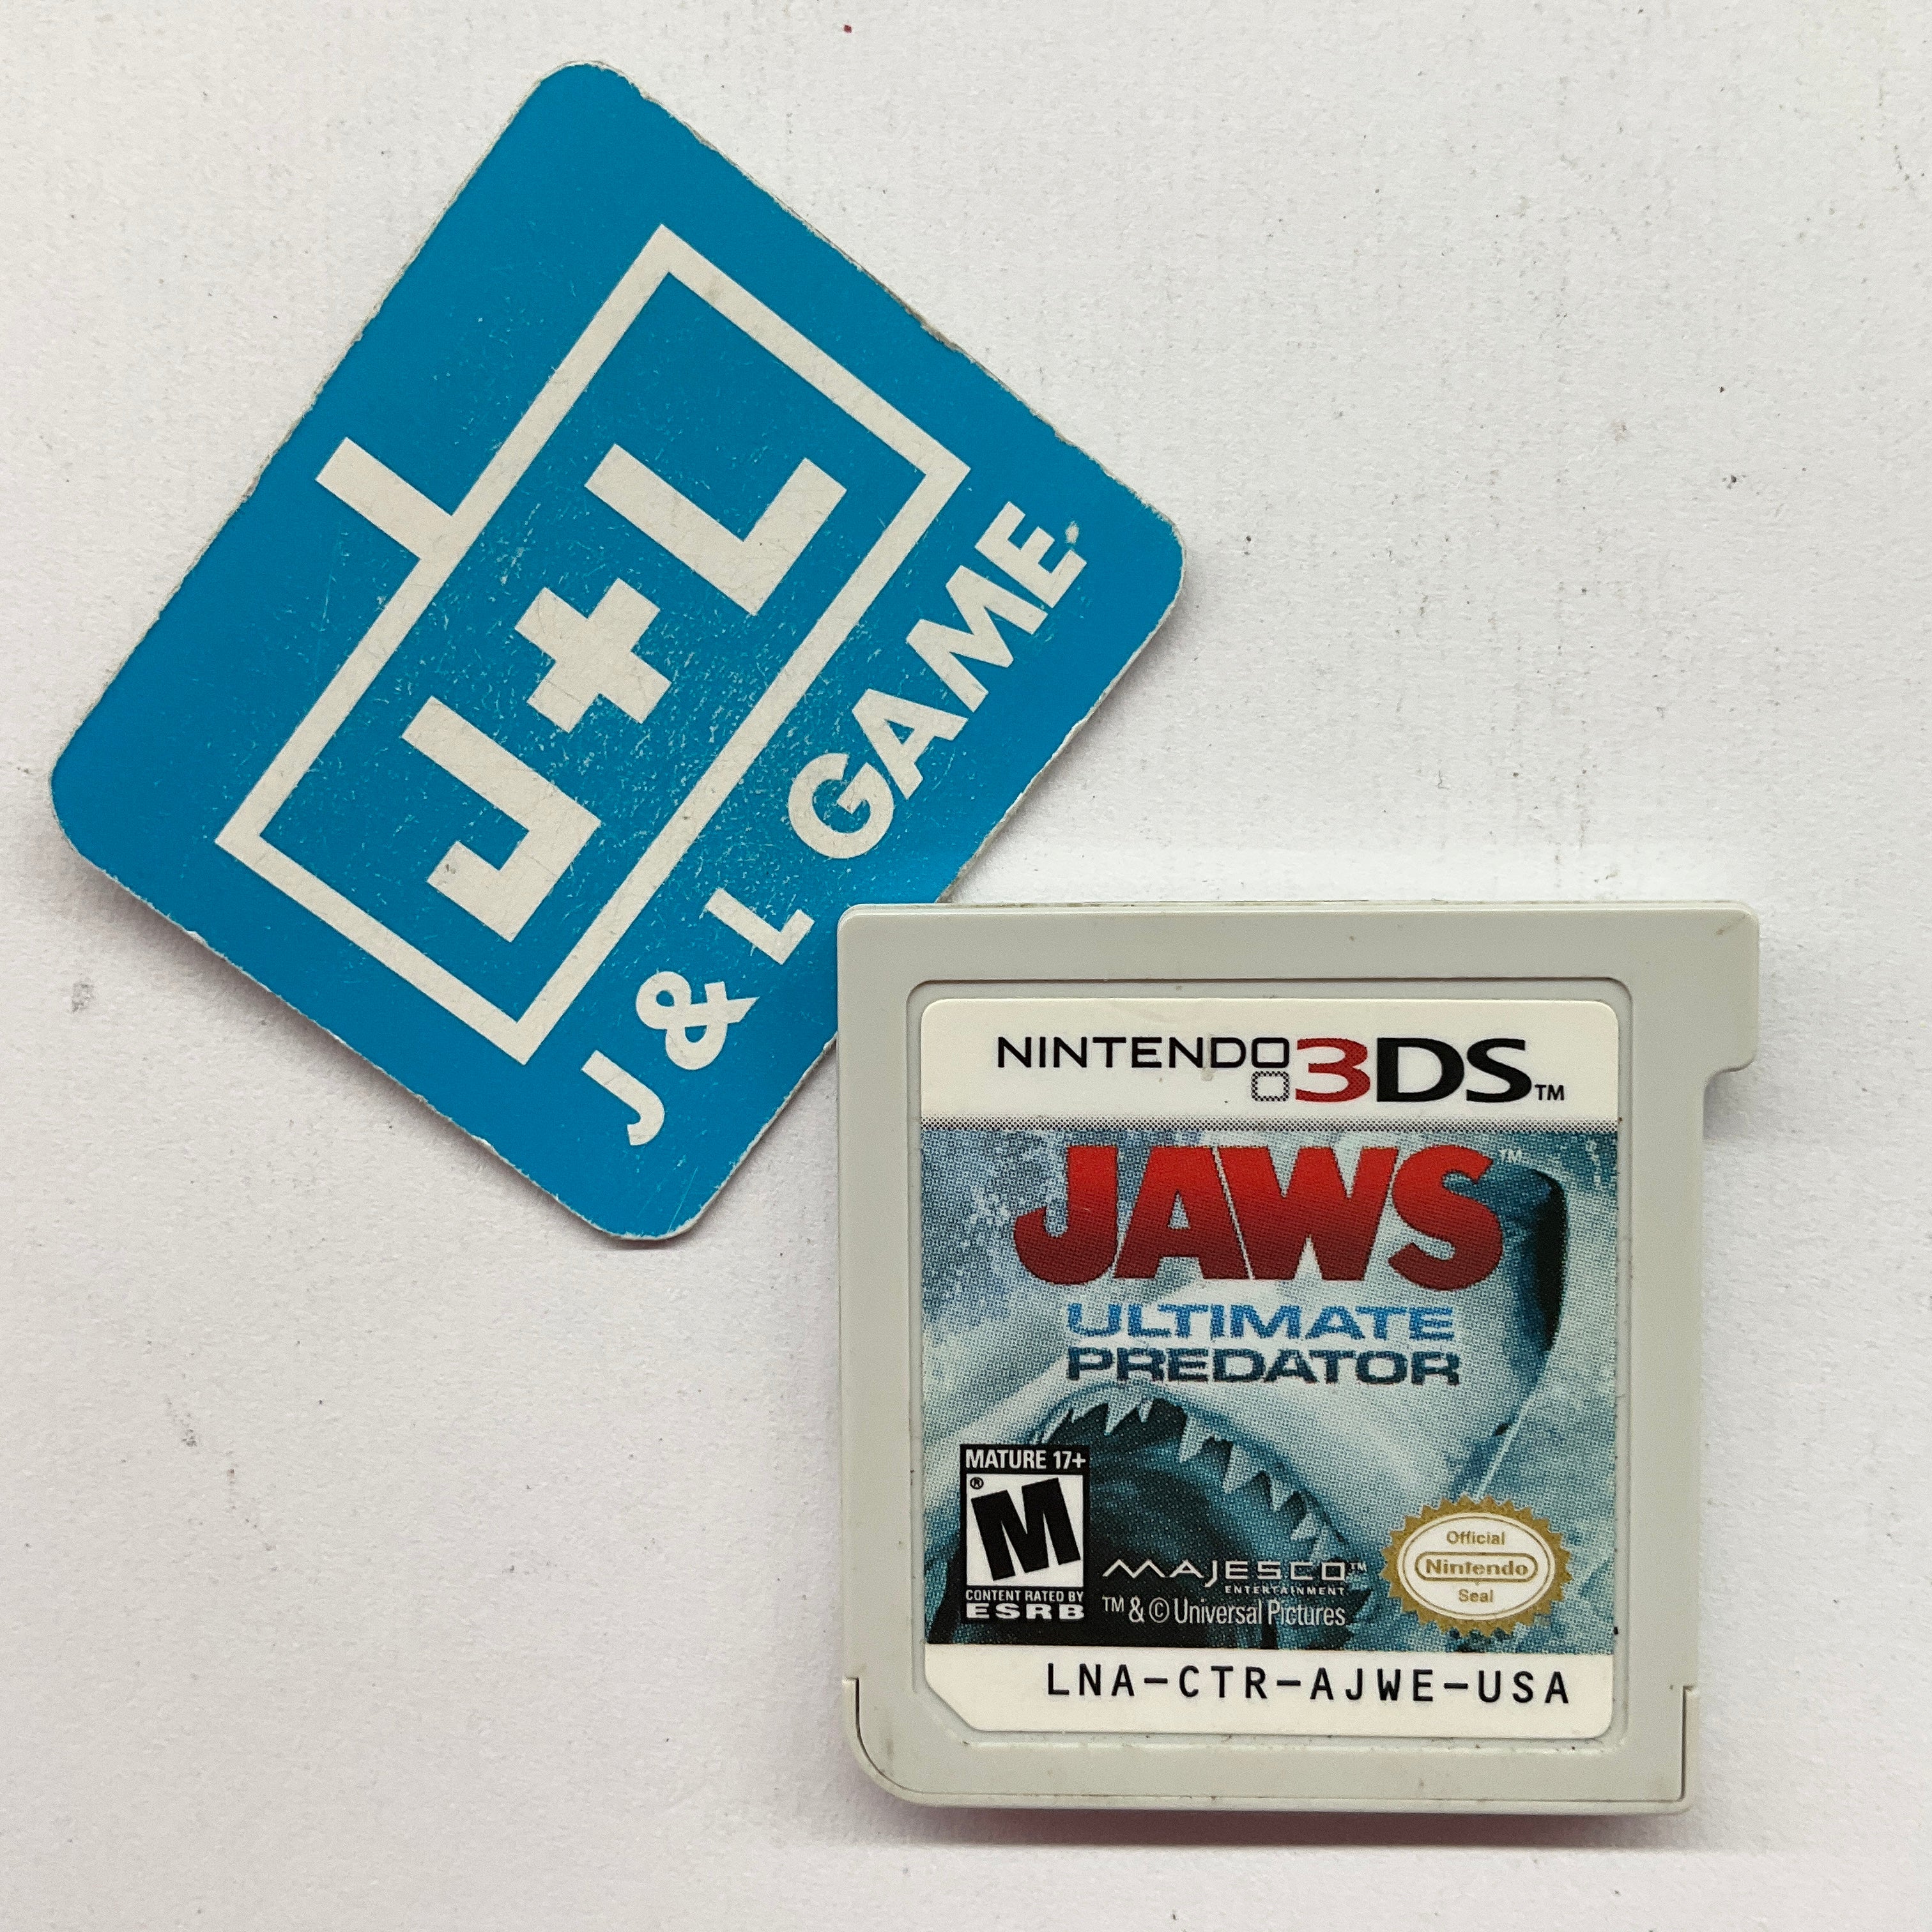 J+L
J & L GAME
NINTENDO 3DS™
JAWS™
ULTIMATE
PREDATOR
MATURE 17+
M®
CONTENT RATED BY
ESRB
MAJESCO™
ENTERTAINMENT
™ & © Universal Pictures
Official
Nintendo
Seal
LNA-CTR-AJWE-USA